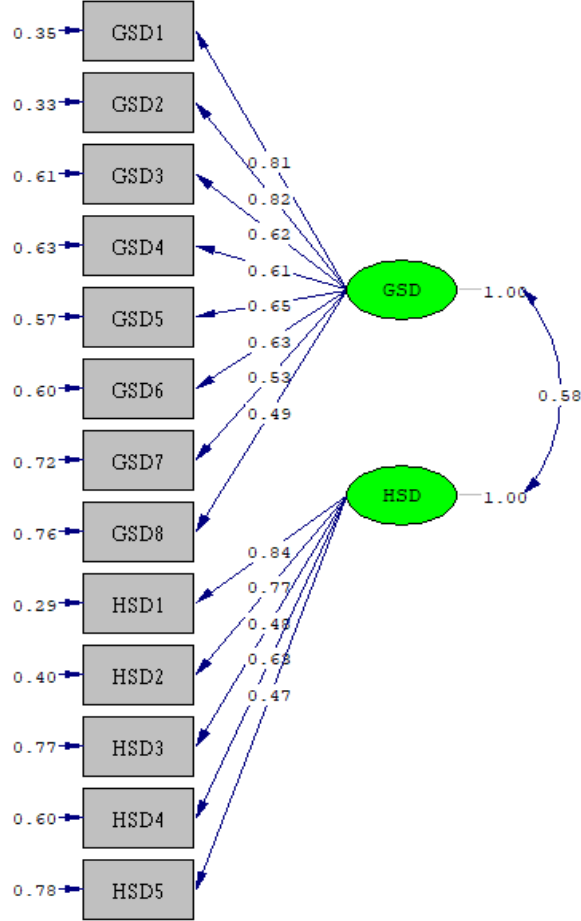 0.35 GSD1
0.33 GSD2
0.61 GSD3
0.63 GSD4
0.57 GSD5
0.60 GSD6
0.72 GSD7
0.76 GSD8
0.29 HSD1
0.40 HSD2
0.77 HSD3
0.60 HSD4
0.78 HSD5
0.81
0.82
0.62
0.61
0.65
0.63
0.53
0.49
0.84
0.77
0.48
0.63
0.47
GSD 1.00
0.58
HSD 1.00